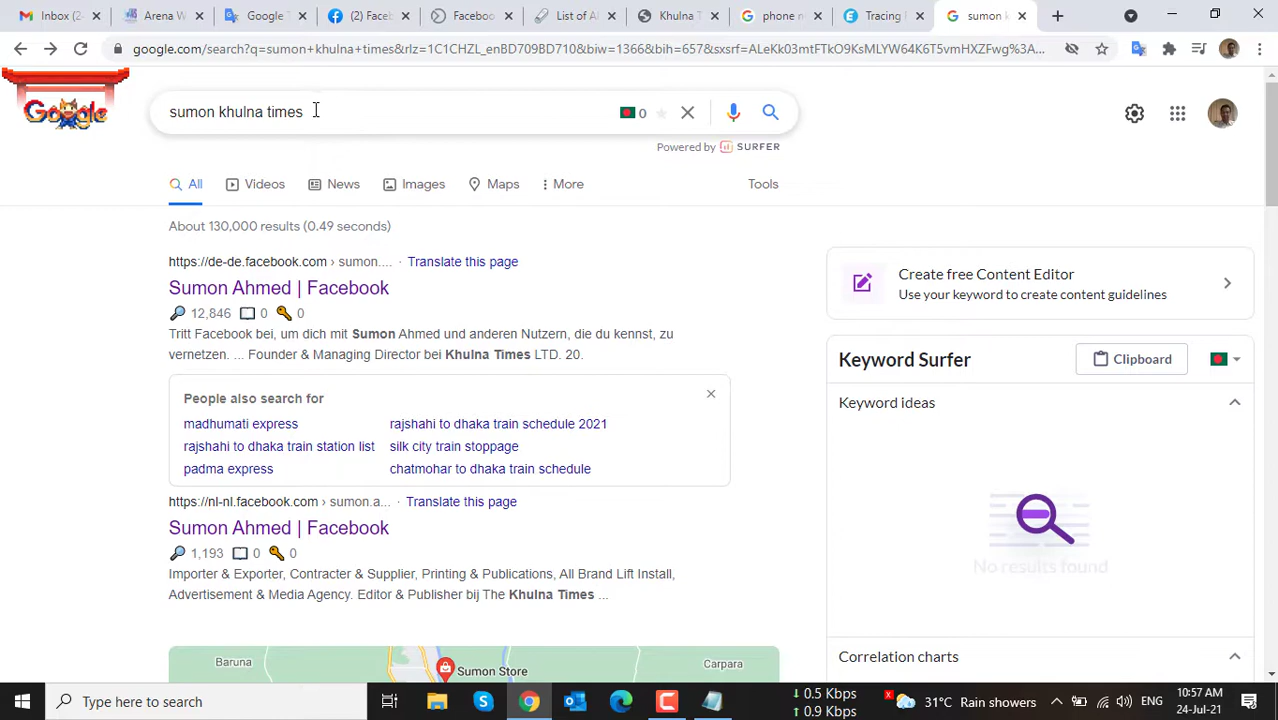 Inbox (2-
Arena W
Google T
(2) Faceb
Faceboo
List of A
Khulna T
phone n
Tracing
sumon k
google.com/search?q=sumon+khulna+times&rlz=1C1CHZL_enBD709BD710&biw=1366&bih=657&sxsrf=ALeKk03mtFTkO9KsMLYW64K6T5vmHXZFwg%3A...
Google
sumon khulna times
0
Powered by SURFER
All
Videos
News
Images
Maps
More
Tools
About 130,000 results (0.49 seconds)
https://de-de.facebook.com › sumon.... · Translate this page
Sumon Ahmed | Facebook
12,846 0 0
Tritt Facebook bei, um dich mit Sumon Ahmed und anderen Nutzern, die du kennst, zu
vernetzen. ... Founder & Managing Director bei Khulna Times LTD. 20.
People also search for
madhumati express
rajshahi to dhaka train schedule 2021
rajshahi to dhaka train station list
silk city train stoppage
padma express
chatmohar to dhaka train schedule
https://nl-nl.facebook.com › sumon.a... · Translate this page
Sumon Ahmed | Facebook
1,193 0 0
Importer & Exporter, Contracter & Supplier, Printing & Publications, All Brand Lift Install,
Advertisement & Media Agency. Editor & Publisher bij The Khulna Times ...
Baruna
Sumon Store
Carpara
Create free Content Editor
Use your keyword to create content guidelines
Keyword Surfer
Clipboard
Keyword ideas
No results found
Correlation charts
Type here to search
0.5 Kbps
0.9 Kbps
31°C Rain showers
ENG
10:57 AM
24-Jul-21